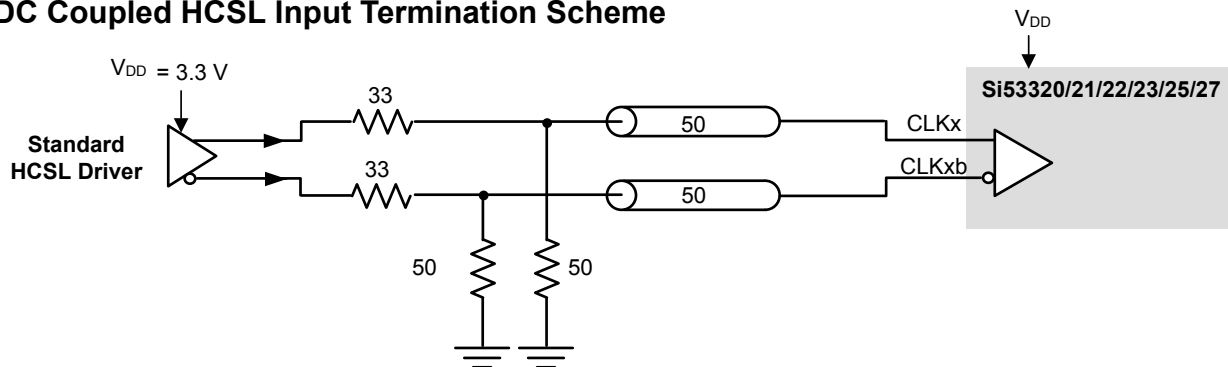 DC Coupled HCSL Input Termination Scheme
VDD
VDD = 3.3 V
Si53320/21/22/23/25/27
33
50
CLKx
Standard
HCSL Driver
33
CLKxb
50
50
50